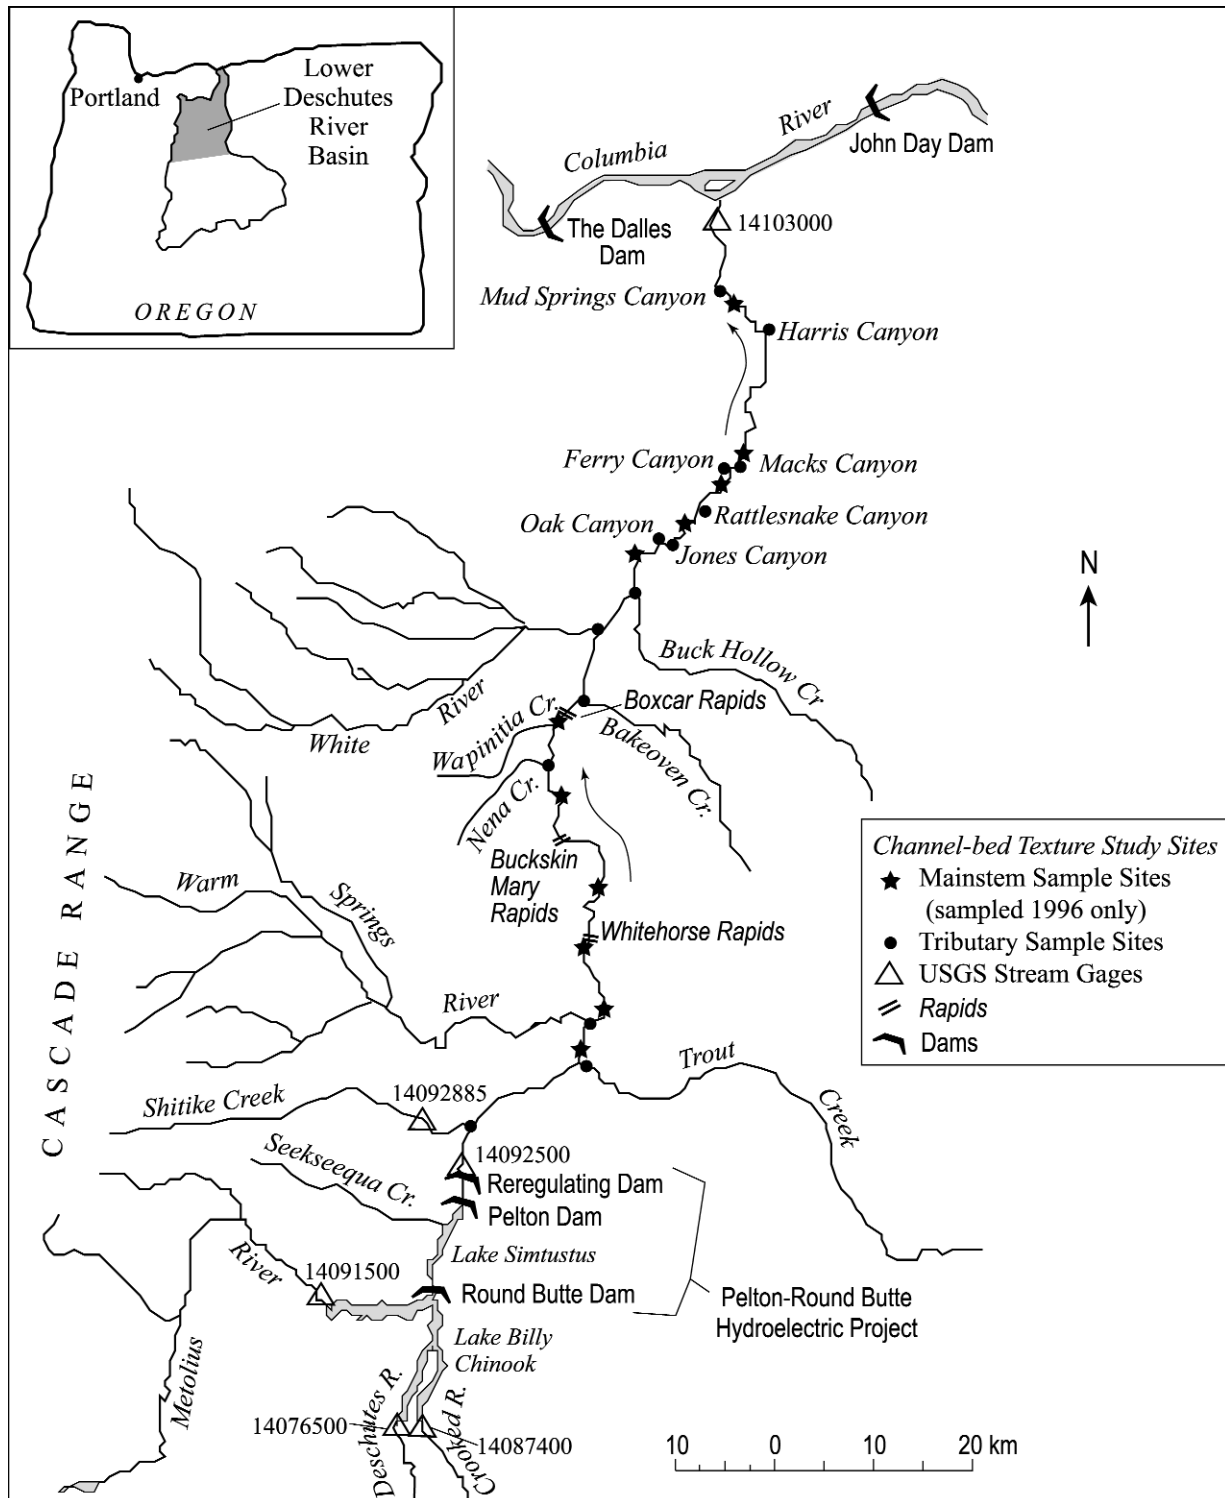 Portland
Lower
Deschutes
River
Basin
OREGON
Columbia
River
John Day Dam
The Dalles
Dam
14103000
Mud Springs Canyon
Harris Canyon
Ferry Canyon
Macks Canyon
Rattlesnake Canyon
Oak Canyon
Jones Canyon
N
Buck Hollow Cr
Boxcar Rapids
White
River
Wapinitia Cr.
Bakeoven Cr.
Nena Cr.
Buckskin
Mary
Rapids
Whitehorse Rapids
CASCADE RANGE
Warm
Springs
River
Channel-bed Texture Study Sites
Mainstem Sample Sites
(sampled 1996 only)
Tributary Sample Sites
USGS Stream Gages
Rapids
Dams
Trout
Creek
Shitike Creek
14092885
Seekseequa Cr.
14092500
Reregulating Dam
Pelton Dam
Lake Simtustus
River
14091500
Round Butte Dam
Pelton-Round Butte
Hydroelectric Project
Lake Billy
Chinook
Metolius
Deschutes R.
Crooked R.
14076500
14087400
10 0 10 20 km